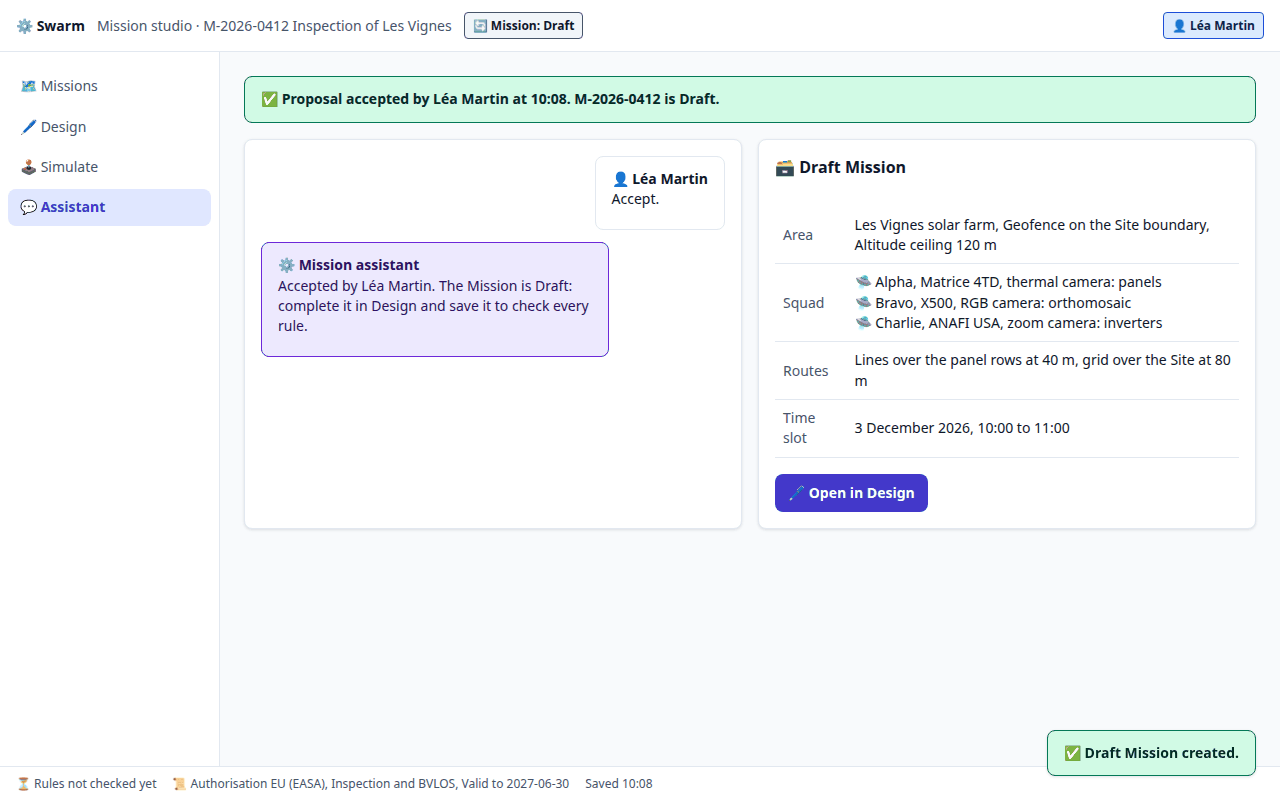 ⚙️ Swarm Mission studio · M-2026-0412 Inspection of Les Vignes 🔄 Mission: Draft 👤 Léa Martin
🗺️ Missions
🖊️ Design
🕹️ Simulate
💬 Assistant
✅ Proposal accepted by Léa Martin at 10:08. M-2026-0412 is Draft.
👤 Léa Martin
Accept.
⚙️ Mission assistant
Accepted by Léa Martin. The Mission is Draft:
complete it in Design and save it to check every
rule.
🗃️ Draft Mission
Area
Les Vignes solar farm, Geofence on the Site boundary,
Altitude ceiling 120 m
Squad
🛸 Alpha, Matrice 4TD, thermal camera: panels
🛸 Bravo, X500, RGB camera: orthomosaic
🛸 Charlie, ANAFI USA, zoom camera: inverters
Routes
Lines over the panel rows at 40 m, grid over the Site at 80
m
Time
slot
3 December 2026, 10:00 to 11:00
🖊️ Open in Design
✅ Draft Mission created.
⏳ Rules not checked yet 📜 Authorisation EU (EASA), Inspection and BVLOS, Valid to 2027-06-30 Saved 10:08